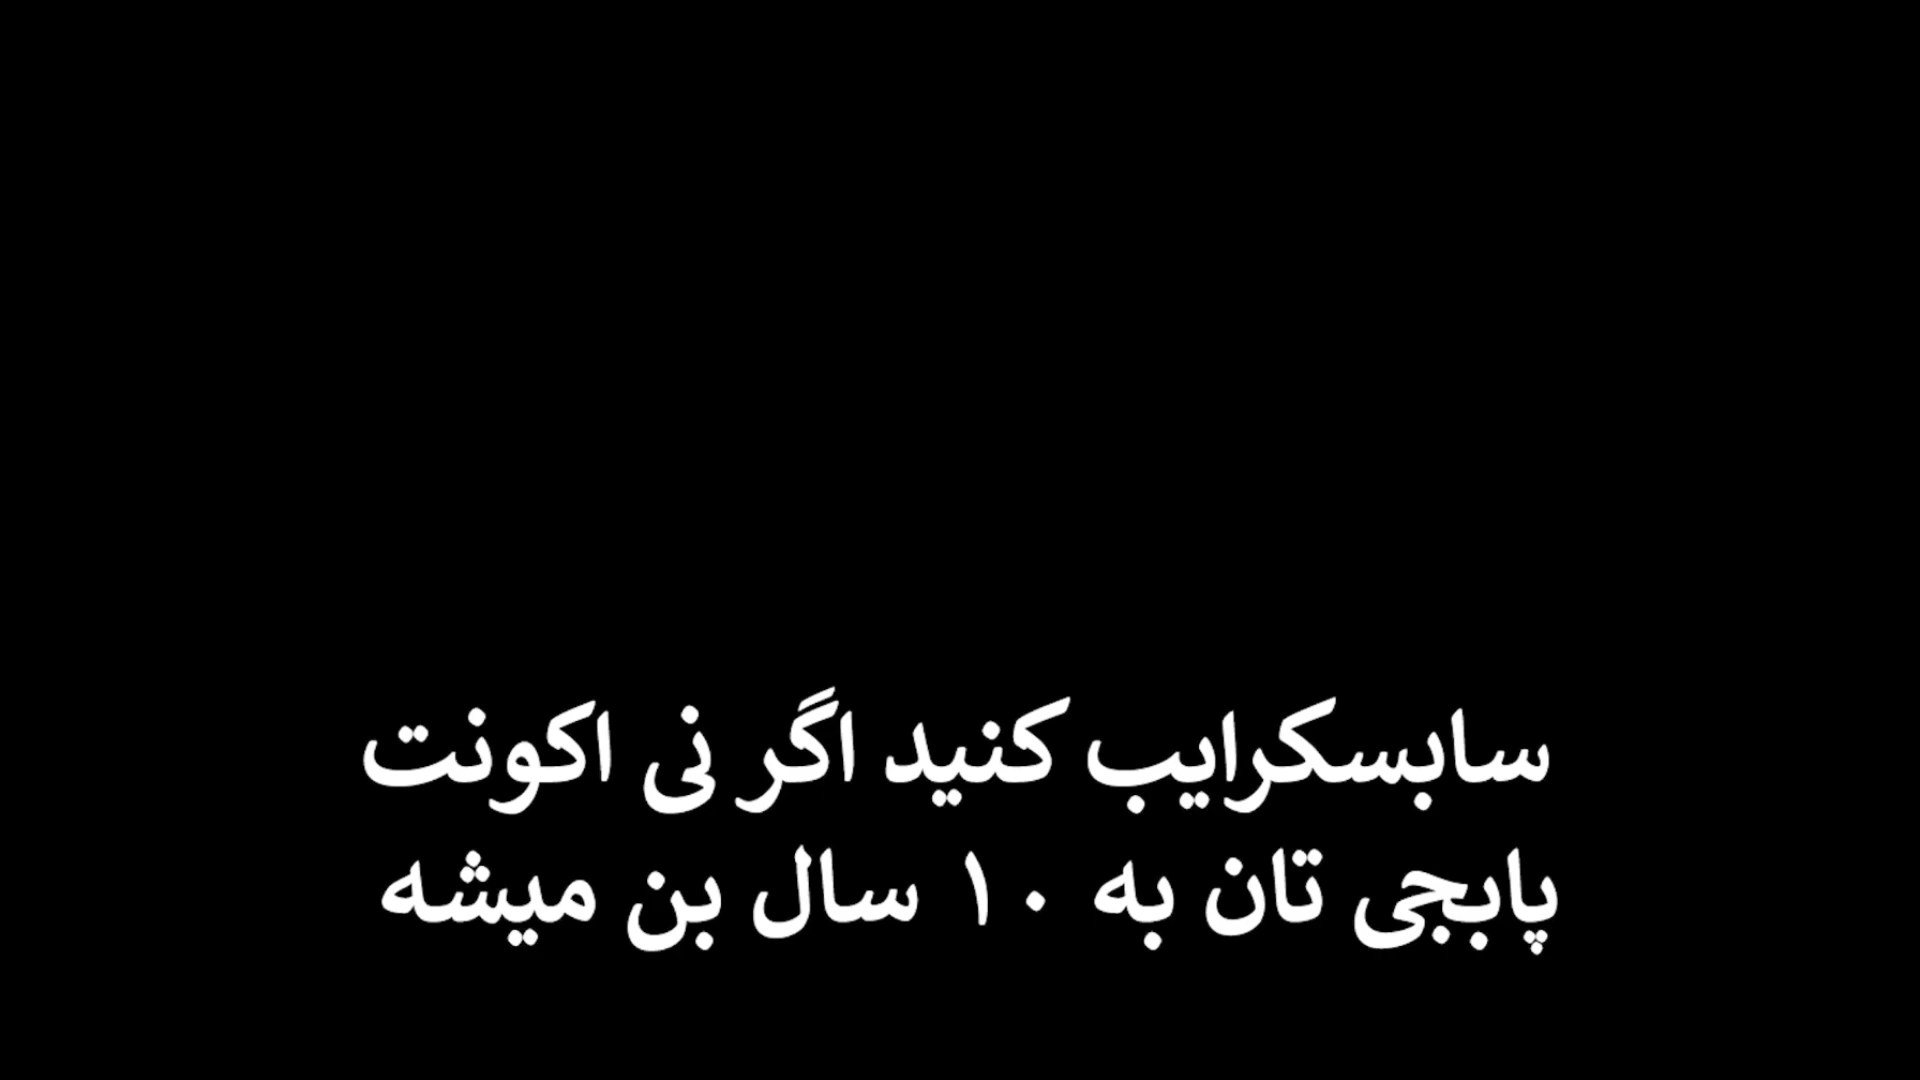 سابسکرایب کنید اگر نی اکونت
پابجی تان به ۱۰ سال بن میشه